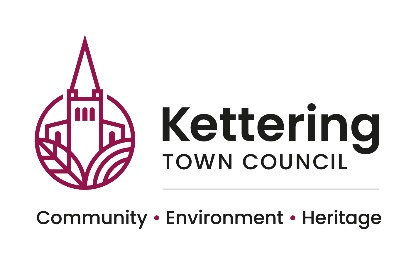 Kettering
TOWN COUNCIL
Community • Environment • Heritage